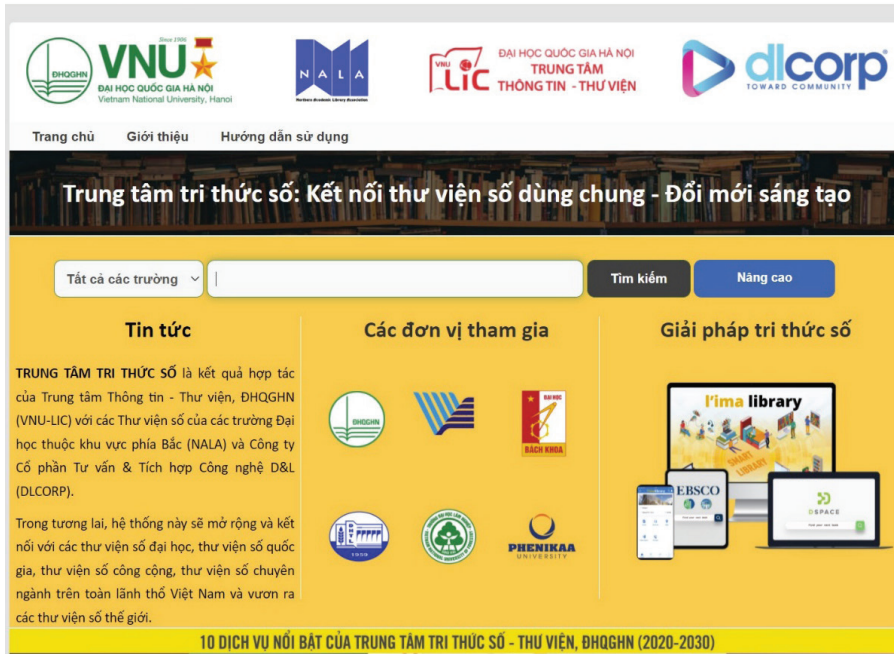 Since 1906
VNU
ĐHQGHN
ĐẠI HỌC QUỐC GIA HÀ NỘI
Vietnam National University, Hanoi
NALA
Northern Academic Library Association
VNU
LIC
ĐẠI HỌC QUỐC GIA HÀ NỘI
TRUNG TÂM
THÔNG TIN - THƯ VIỆN
dlcorp
TOWARD COMMUNITY
Trang chủ Giới thiệu Hướng dẫn sử dụng
Trung tâm tri thức số: Kết nối thư viện số dùng chung - Đổi mới sáng tạo
Tất cả các trường
Tìm kiếm
Nâng cao
Tin tức
TRUNG TÂM TRI THỨC SỐ là kết quả hợp tác
của Trung tâm Thông tin - Thư viện, ĐHQGHN
(VNU-LIC) với các Thư viện số của các trường Đại
học thuộc khu vực phía Bắc (NALA) và Công ty
Cổ phần Tư vấn & Tích hợp Công nghệ D&L
(DLCORP).
Trong tương lai, hệ thống này sẽ mở rộng và kết
nối với các thư viện số đại học, thư viện số quốc
gia, thư viện số công cộng, thư viện số chuyên
ngành trên toàn lãnh thổ Việt Nam và vươn ra
các thư viện số thế giới.
Các đơn vị tham gia
ĐHQGHN
ĐẠI HỌC
BÁCH KHOA
1959
PHENIKAA
UNIVERSITY
Giải pháp tri thức số
l'ima library
SMART
LIBRARY
EBSCO
DSPACE
10 DỊCH VỤ NỔI BẬT CỦA TRUNG TÂM TRI THỨC SỐ - THƯ VIỆN, ĐHQGHN (2020-2030)